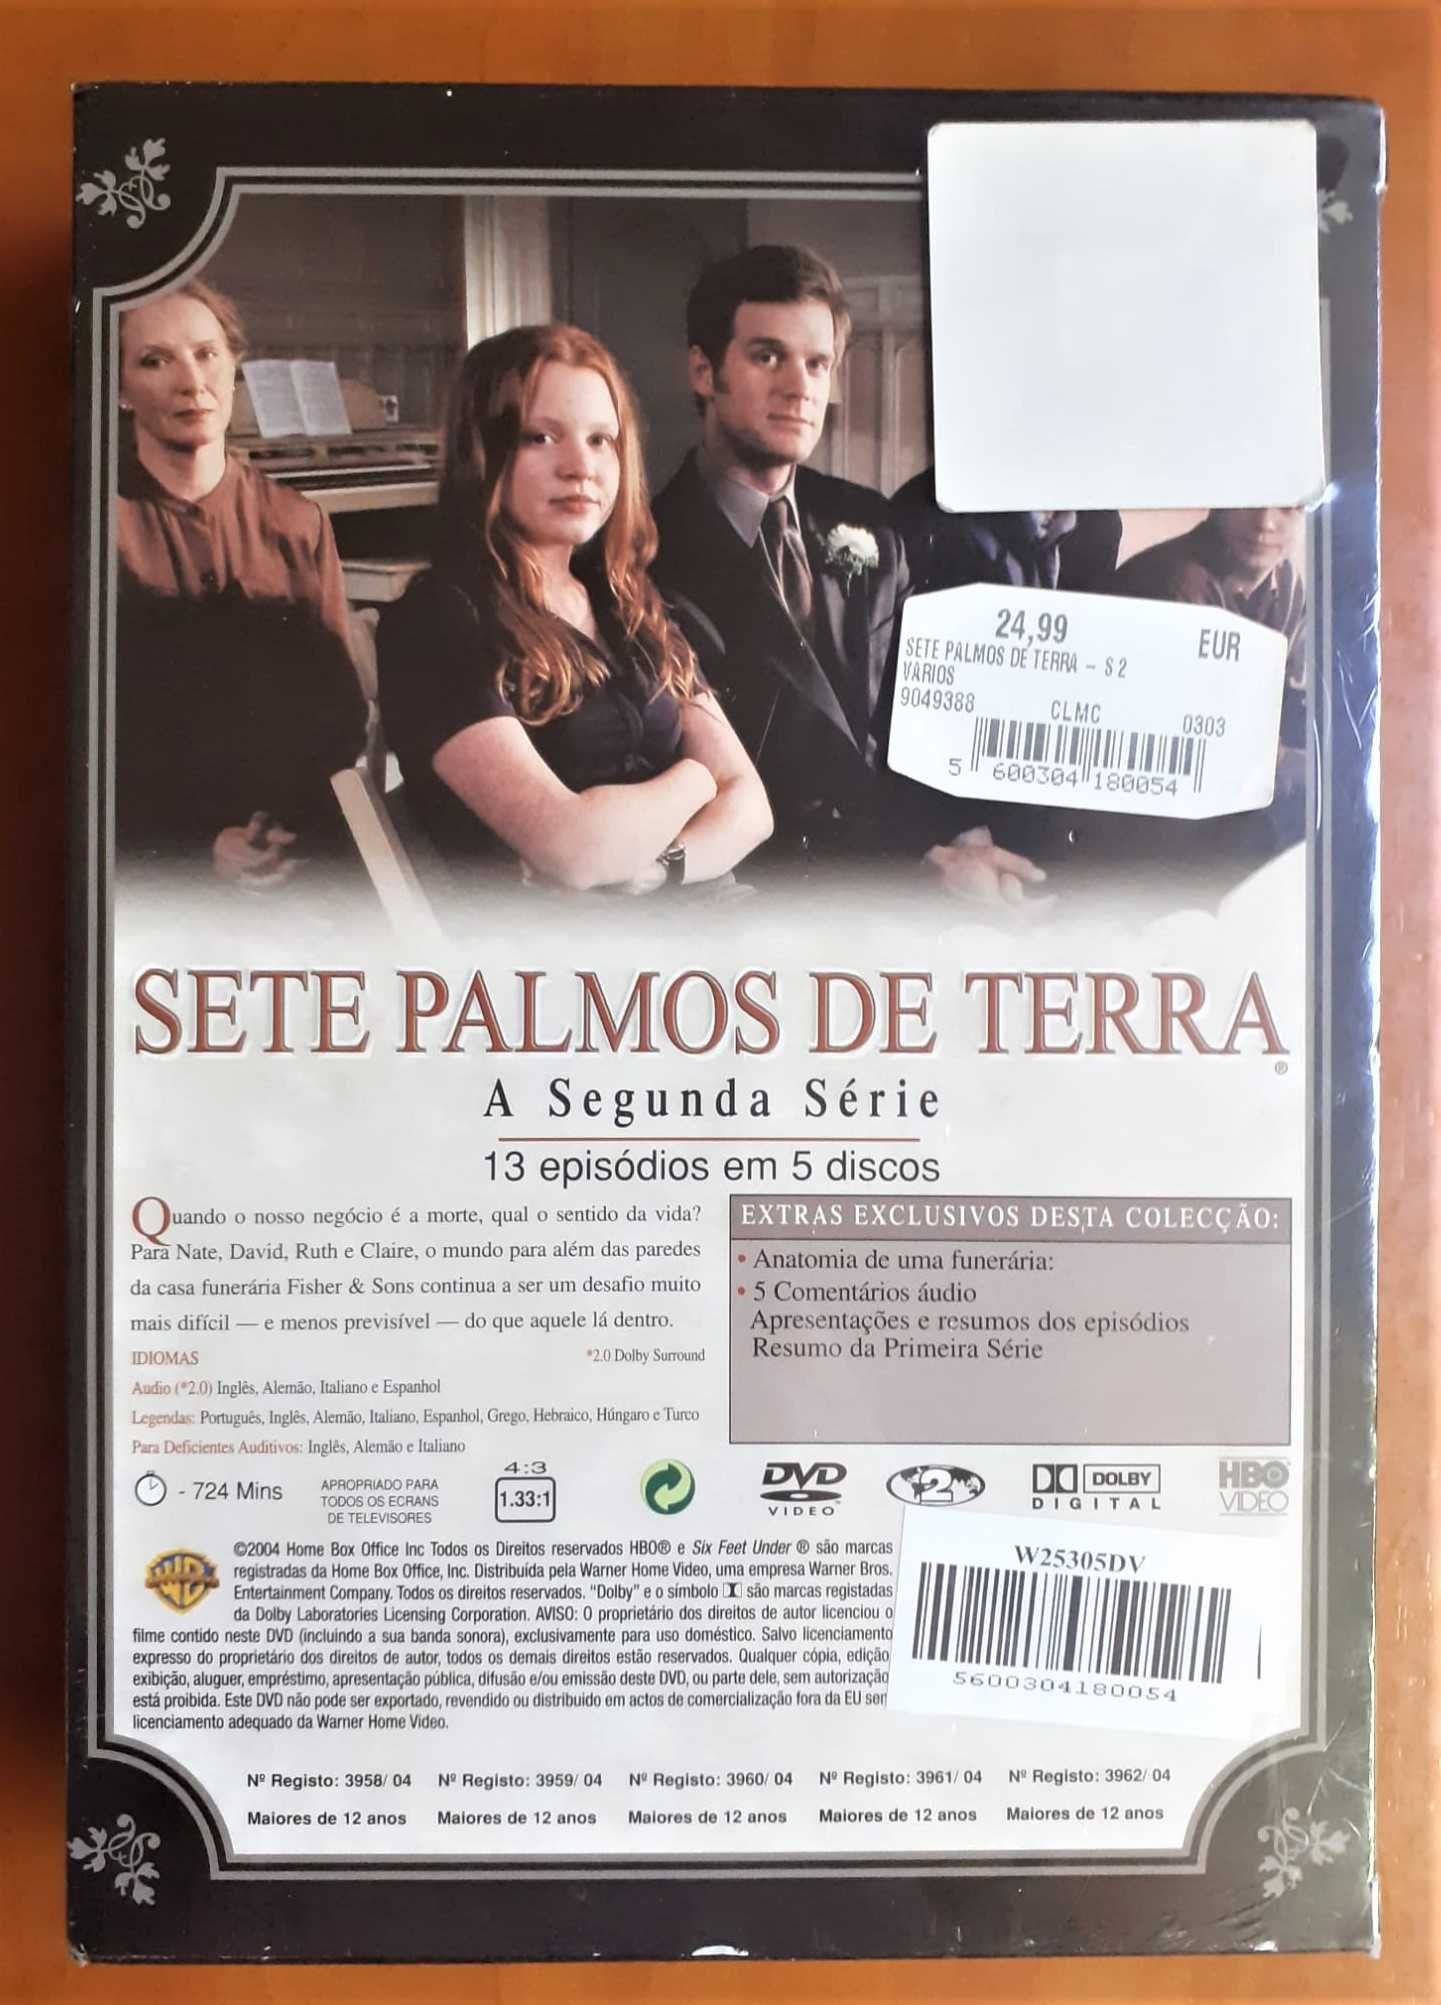 24,99 EUR
SETE PALMOS DE TERRA - S 2
VARIOS
9049388 CLMC 0303
5 600304 180054
SETE PALMOS DE TERRA®
A Segunda Série
13 episódios em 5 discos
Quando o nosso negócio é a morte, qual o sentido da vida?
Para Nate, David, Ruth e Claire, o mundo para além das paredes
da casa funerária Fisher & Sons continua a ser um desafio muito
mais difícil — e menos previsível — do que aquele lá dentro.
IDIOMAS *2.0 Dolby Surround
Audio (*2.0) Inglês, Alemão, Italiano e Espanhol
Legendas: Português, Inglês, Alemão, Italiano, Espanhol, Grego, Hebraico, Húngaro e Turco
Para Deficientes Auditivos: Inglês, Alemão e Italiano
EXTRAS EXCLUSIVOS DESTA COLECÇÃO:
• Anatomia de uma funerária:
• 5 Comentários áudio
Apresentações e resumos dos episódios
Resumo da Primeira Série
- 724 Mins
APROPRIADO PARA
TODOS OS ECRANS
DE TELEVISORES
4:3
1.33:1
DVD
VIDEO
2
DOLBY
DIGITAL
HBO
VIDEO
©2004 Home Box Office Inc Todos os Direitos reservados HBO® e Six Feet Under ® são marcas
registradas da Home Box Office, Inc. Distribuída pela Warner Home Video, uma empresa Warner Bros.
Entertainment Company. Todos os direitos reservados. "Dolby" e o símbolo são marcas registadas
da Dolby Laboratories Licensing Corporation. AVISO: O proprietário dos direitos de autor licenciou o
filme contido neste DVD (incluindo a sua banda sonora), exclusivamente para uso doméstico. Salvo licenciamento
expresso do proprietário dos direitos de autor, todos os demais direitos estão reservados. Qualquer cópia, edição
exibição, aluguer, empréstimo, apresentação pública, difusão e/ou emissão deste DVD, ou parte dele, sem autorização
está proibida. Este DVD não pode ser exportado, revendido ou distribuido em actos de comercialização fora da EU
licenciamento adequado da Warner Home Video.
WB
W25305DV
5600304180054
Nº Registo: 3958/ 04 Nº Registo: 3959/ 04 Nº Registo: 3960/ 04 Nº Registo: 3961/ 04 Nº Registo: 3962/ 04
Maiores de 12 anos Maiores de 12 anos Maiores de 12 anos Maiores de 12 anos Maiores de 12 anos